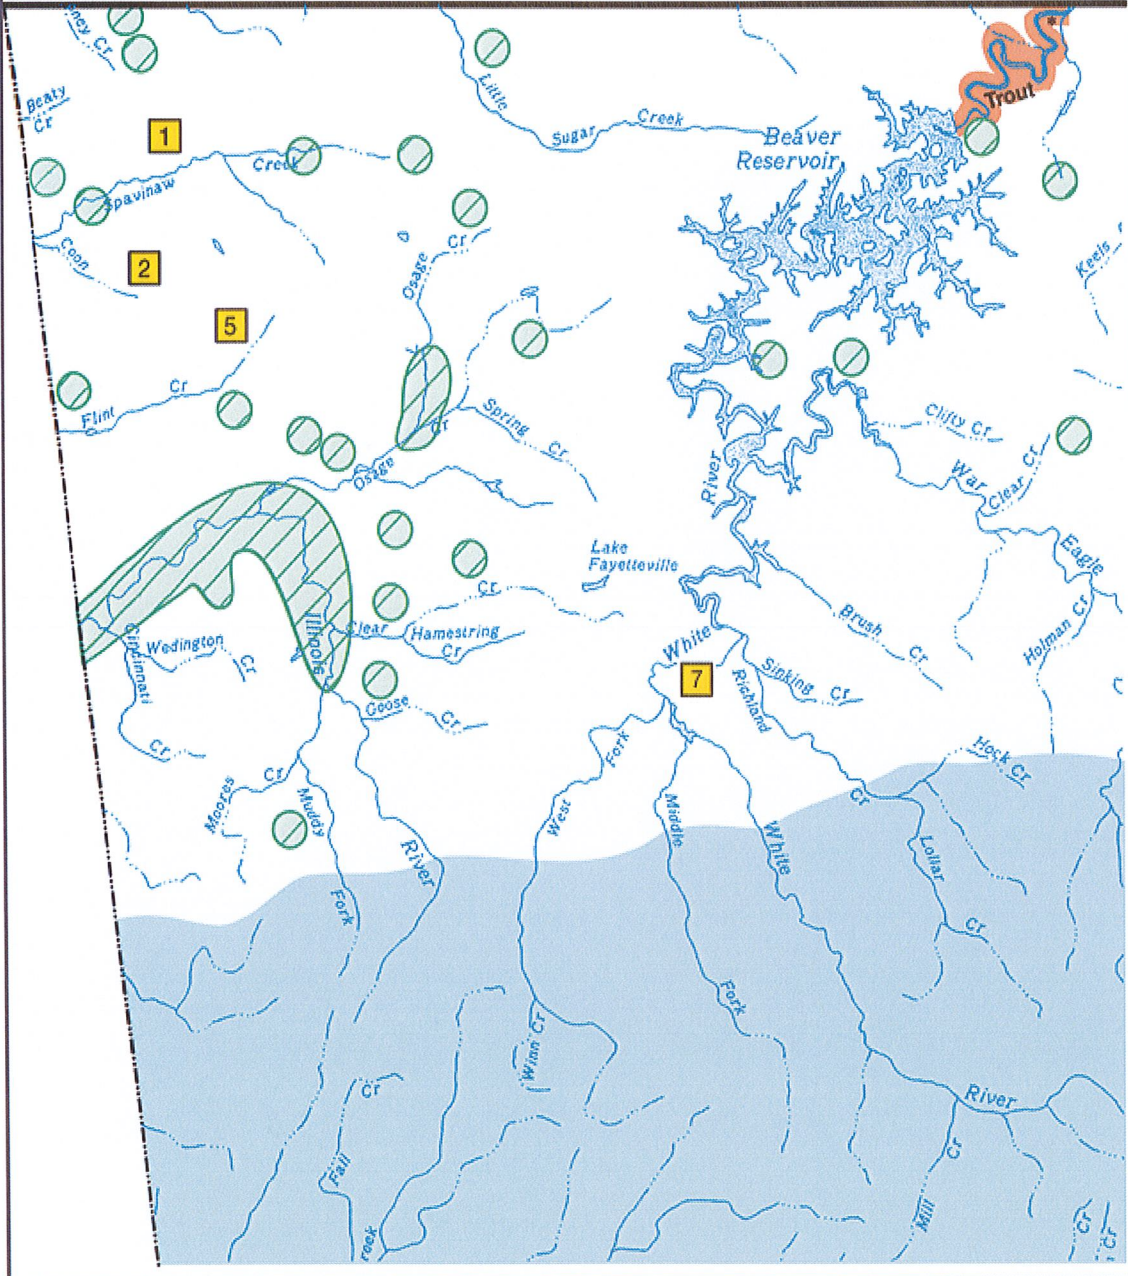 ney Cr
*
Trout
Little
Beaty
Cr
Sugar
Creek
Beaver
Reservoir
1
Creek
Spavinaw
Cr
Osage
Coon
2
Keels
5
Cr
Flint
Cr
Spring
Cr
Clifty Cr
River
War
Clear
Cr
Osage
Eagle
Lake
Fayetteville
Cr
Clear
Hamestring
Cr
Illinois
Cincinnati
Wedington
Cr
Brush
Cr
Holman Cr
White
7
Sinking
Cr
Richland
Goose
Cr
Cr
Fork
Hock Cr
Cr
Moores
Muddy
West
Middle
Cr
White
River
Lollar
Fork
Cr
Fork
Winn Cr
Cr
River
Cr
Fall
Mill
rock
Cr
Cr